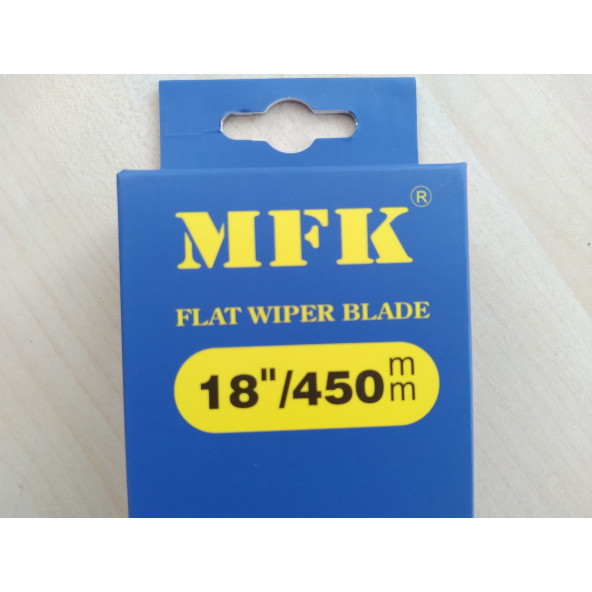 MFK®
FLAT WIPER BLADE
18"/450mm